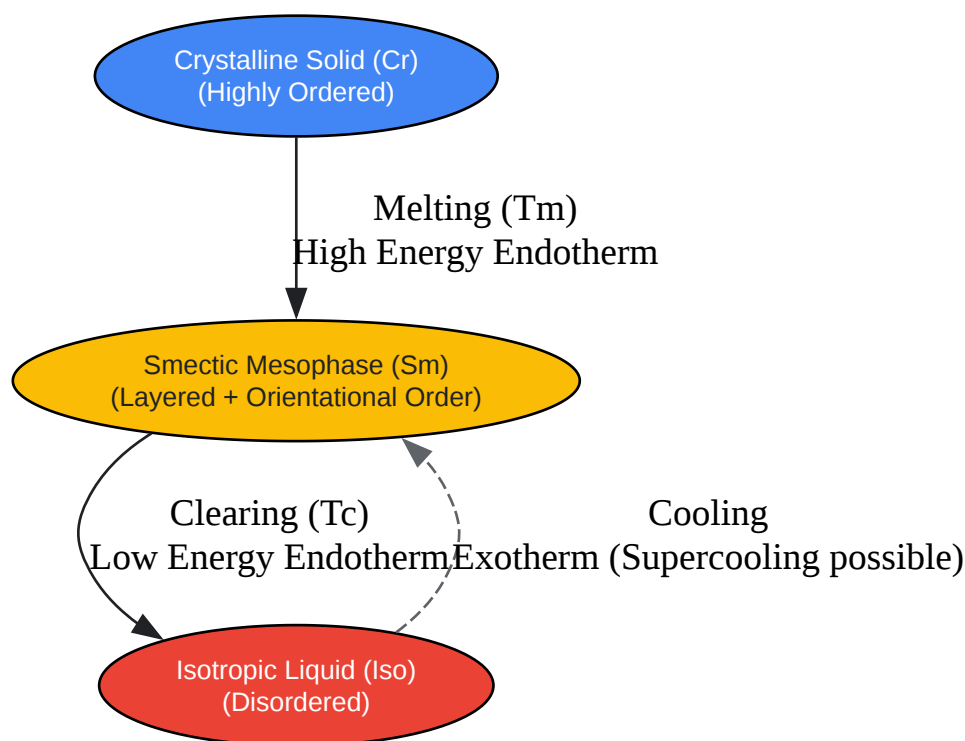 Crystalline Solid (Cr)
(Highly Ordered)
Melting (Tm)
High Energy Endotherm
Smectic Mesophase (Sm)
(Layered + Orientational Order)
Clearing (Tc)
Low Energy Endotherm
Cooling
Exotherm (Supercooling possible)
Isotropic Liquid (Iso)
(Disordered)